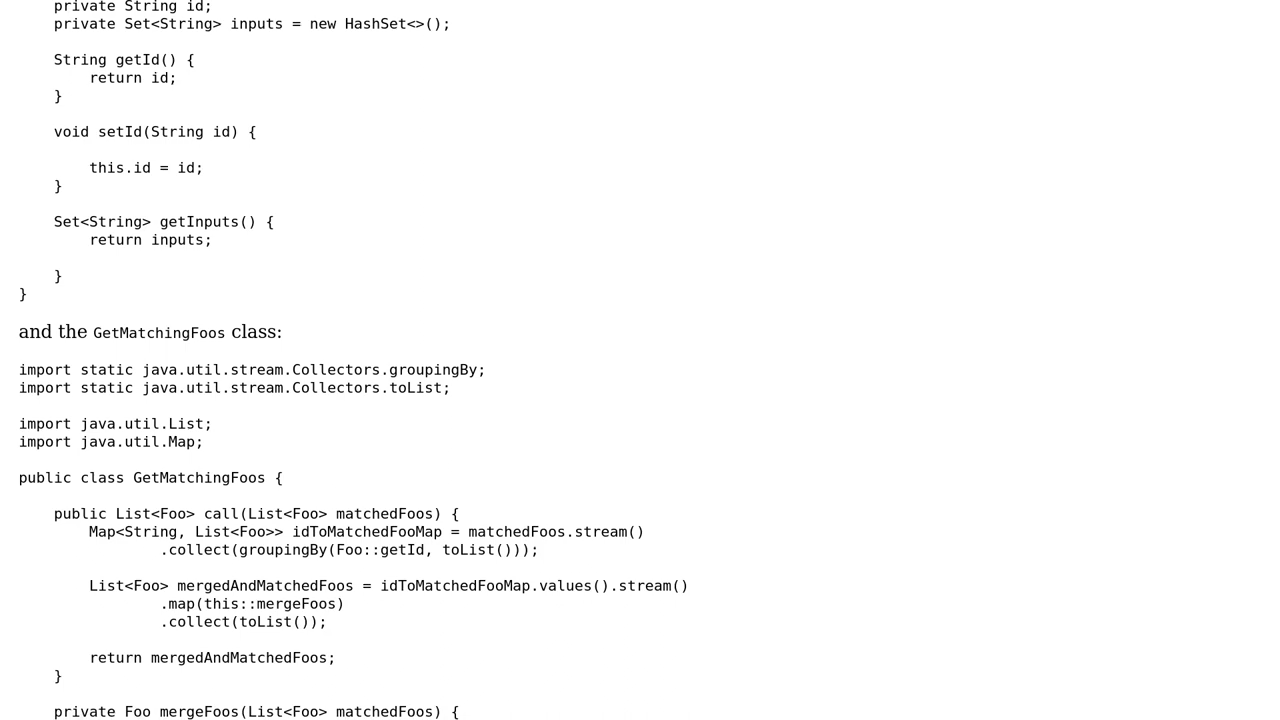 private String id;
    private Set<String> inputs = new HashSet<>();

    String getId() {
        return id;
    }

    void setId(String id) {

        this.id = id;
    }

    Set<String> getInputs() {
        return inputs;

    }
}
and the GetMatchingFoos class:
import static java.util.stream.Collectors.groupingBy;
import static java.util.stream.Collectors.toList;

import java.util.List;
import java.util.Map;

public class GetMatchingFoos {

    public List<Foo> call(List<Foo> matchedFoos) {
        Map<String, List<Foo>> idToMatchedFooMap = matchedFoos.stream()
                .collect(groupingBy(Foo::getId, toList()));

        List<Foo> mergedAndMatchedFoos = idToMatchedFooMap.values().stream()
                .map(this::mergeFoos)
                .collect(toList());

        return mergedAndMatchedFoos;
    }

    private Foo mergeFoos(List<Foo> matchedFoos) {